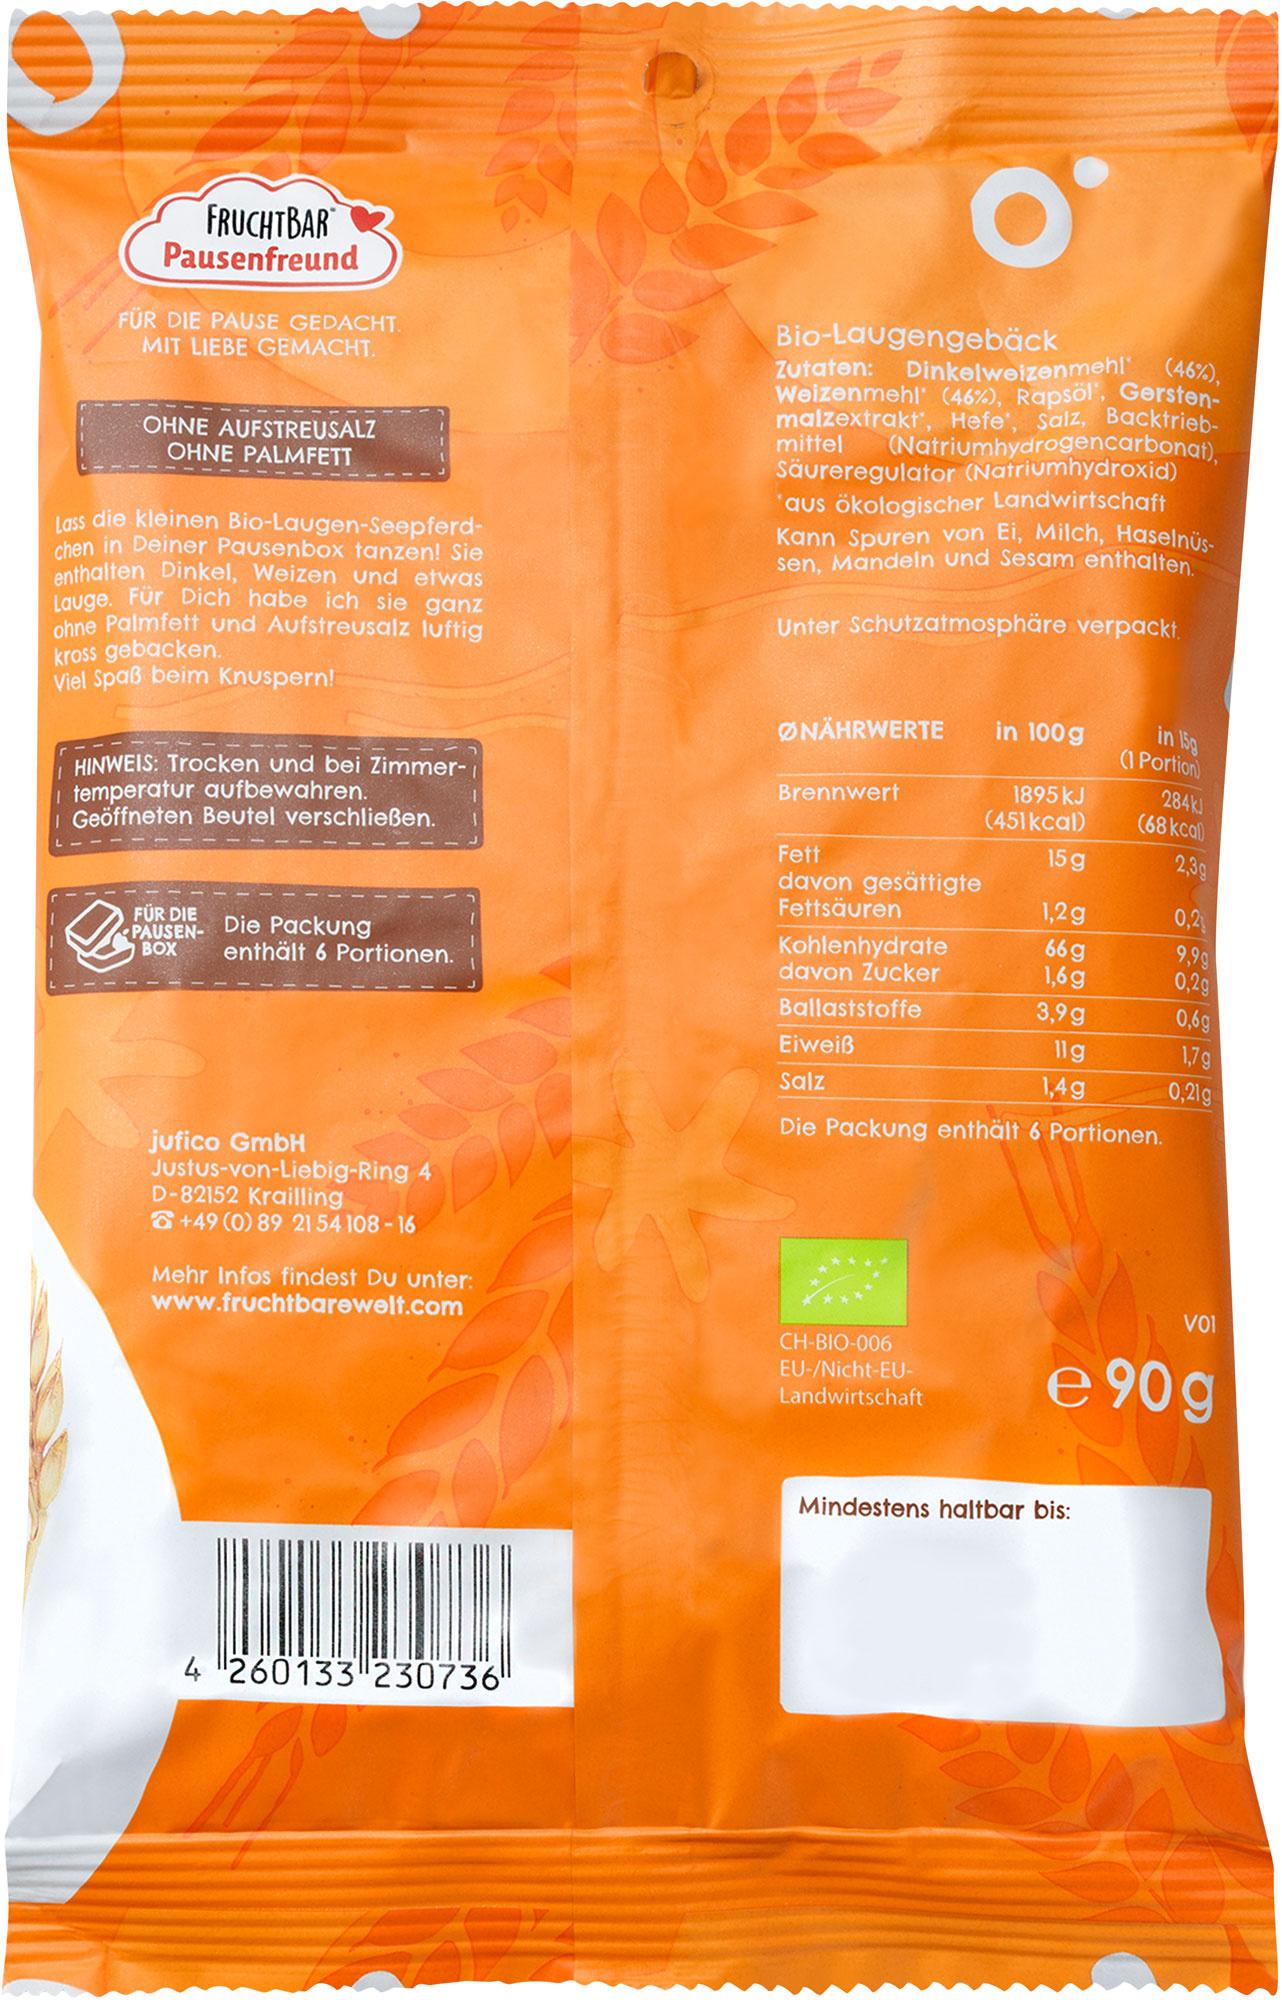 FRUCHTBAR
Pausenfreund
FÜR DIE PAUSE GEDACHT.
MIT LIEBE GEMACHT.
OHNE AUFSTREUSALZ
OHNE PALMFETT
Lass die kleinen Bio-Laugen-Seepferd-
chen in Deiner Pausenbox tanzen! Sie
enthalten Dinkel, Weizen und etwas
Lauge. Für Dich habe ich sie ganz
ohne Palmfett und Aufstreusalz luftig
kross gebacken.
Viel Spaß beim Knuspern!
HINWEIS: Trocken und bei Zimmer-
temperatur aufbewahren.
Geöffneten Beutel verschließen.
FÜR DIE
PAUSEN-
BOX
Die Packung
enthält 6 Portionen.
jufico GmbH
Justus-von-Liebig-Ring 4
D-82152 Krailling
☎ +49 (0) 89 21 54 108 - 16
Mehr Infos findest Du unter:
www.fruchtbarewelt.com
4 260133 230736
Bio-Laugengebäck
Zutaten: Dinkelweizenmehl* (46%),
Weizenmehl* (46%), Rapsöl*, Gersten-
malzextrakt*, Hefe*, Salz, Backtrieb-
mittel (Natriumhydrogencarbonat),
Säureregulator (Natriumhydroxid)
*aus ökologischer Landwirtschaft
Kann Spuren von Ei, Milch, Haselnüs-
sen, Mandeln und Sesam enthalten.
Unter Schutzatmosphäre verpackt.
ØNÄHRWERTE in 100 g in 15g
(1 Portion)
Brennwert 1895 kJ 284 kJ
(451 kcal) (68 kcal)
Fett 15 g 2,3g
davon gesättigte
Fettsäuren 1,2 g 0,2g
Kohlenhydrate 66 g 9,9g
davon Zucker 1,6 g 0,2g
Ballaststoffe 3,9 g 0,6g
Eiweiß 11 g 1,7g
Salz 1,4 g 0,21g
Die Packung enthält 6 Portionen.
CH-BIO-006
EU-/Nicht-EU-
Landwirtschaft
V01
℮ 90 g
Mindestens haltbar bis: